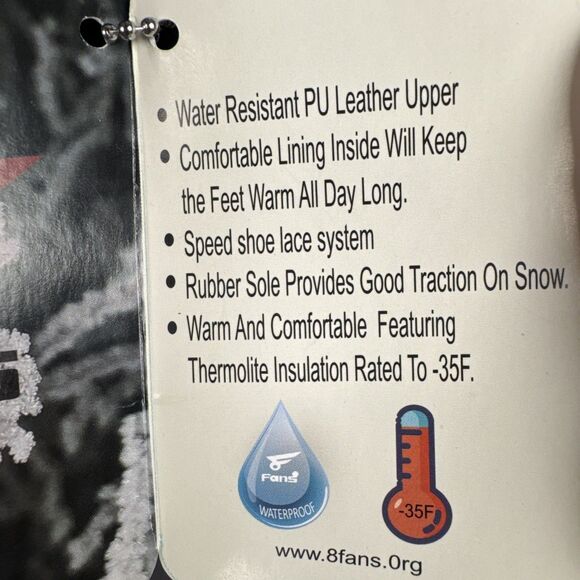 • Water Resistant PU Leather Upper
• Comfortable Lining Inside Will Keep
the Feet Warm All Day Long.
• Speed shoe lace system
• Rubber Sole Provides Good Traction On Snow.
• Warm And Comfortable Featuring
Thermolite Insulation Rated To -35F.
Fans
WATERPROOF
-35F
www.8fans.0rg